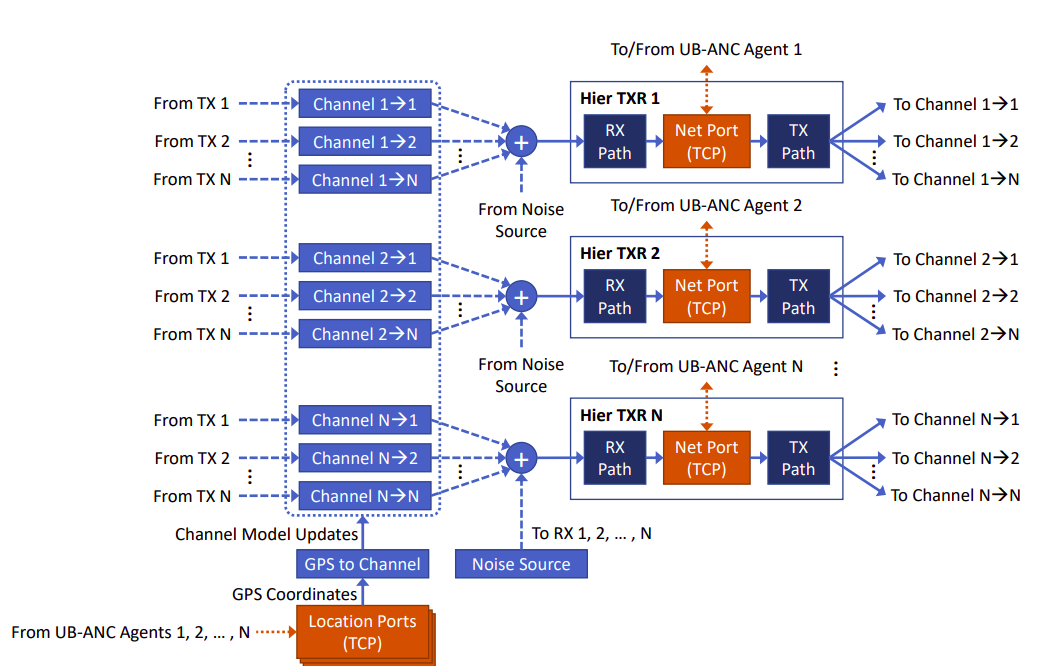 To/From UB-ANC Agent 1
From TX 1
Channel 1→1
Hier TXR 1
To Channel 1→1
From TX 2
Channel 1→2
+
RX
Path
Net Port
(TCP)
TX
Path
To Channel 1→2
⋮
⋮
⋮
From TX N
Channel 1→N
To Channel 1→N
From Noise
Source
To/From UB-ANC Agent 2
From TX 1
Channel 2→1
Hier TXR 2
To Channel 2→1
From TX 2
Channel 2→2
+
RX
Path
Net Port
(TCP)
TX
Path
To Channel 2→2
⋮
⋮
⋮
From TX N
Channel 2→N
To Channel 2→N
From Noise
Source
To/From UB-ANC Agent N
⋮
From TX 1
Channel N→1
Hier TXR N
To Channel N→1
From TX 2
Channel N→2
+
RX
Path
Net Port
(TCP)
TX
Path
To Channel N→2
⋮
⋮
⋮
From TX N
Channel N→N
To Channel N→N
Channel Model Updates
To RX 1, 2, … , N
GPS to Channel
Noise Source
GPS Coordinates
From UB-ANC Agents 1, 2, … , N
Location Ports
(TCP)